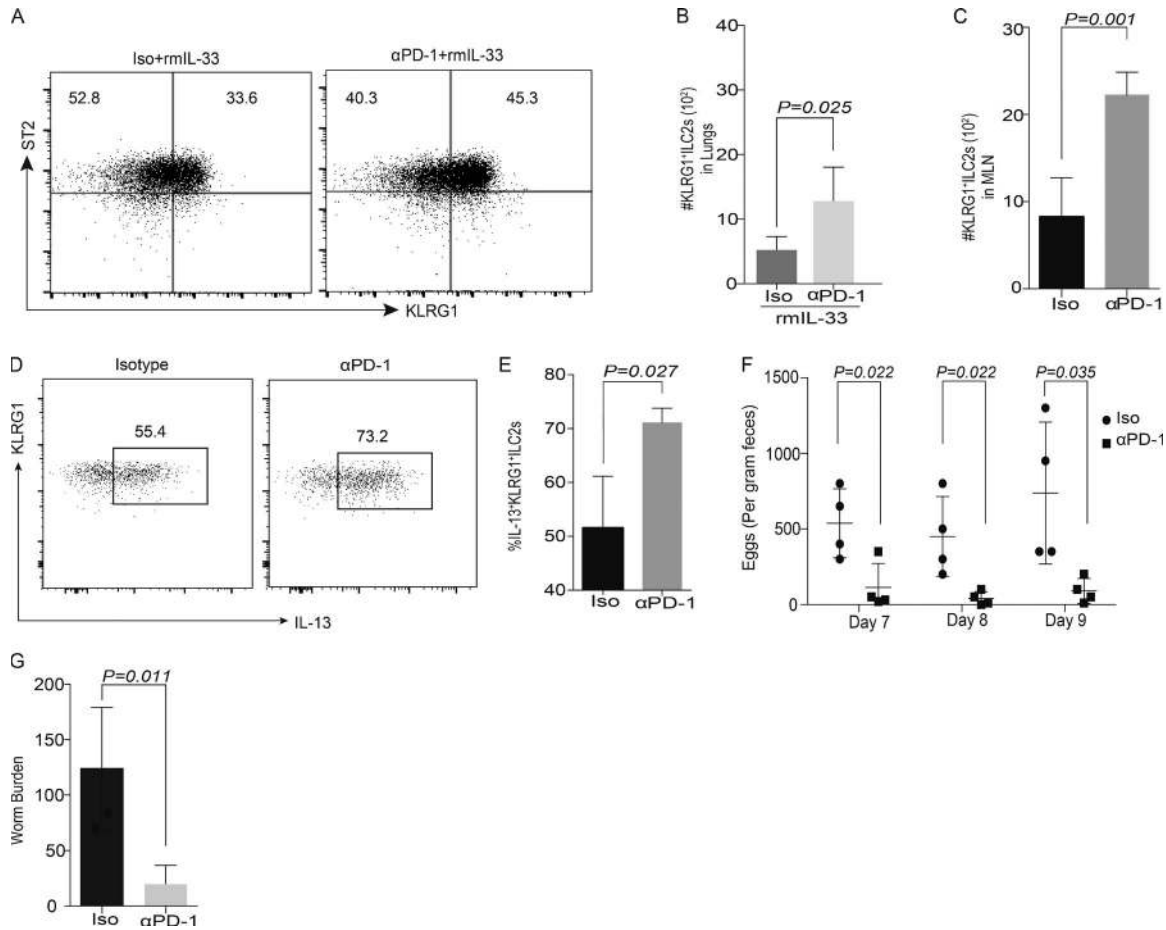 A
Iso+rmIL-33
αPD-1+rmIL-33
52.8
33.6
40.3
45.3
ST2
KLRG1
B
P=0.025
#KLRG1⁺ILC2s (10²)
in Lungs
40
30
20
10
0
Iso
αPD-1
rmIL-33
C
P=0.001
#KLRG1⁺ILC2s (10²)
in MLN
30
20
10
0
Iso
αPD-1
D
Isotype
αPD-1
55.4
73.2
KLRG1
IL-13
E
P=0.027
%IL-13⁺KLRG1⁺ILC2s
80
70
60
50
40
Iso
αPD-1
F
P=0.022
P=0.022
P=0.035
Eggs (Per gram feces)
1500
1000
500
0
Day 7
Day 8
Day 9
Iso
αPD-1
G
P=0.011
Worm Burden
200
150
100
50
0
Iso
αPD-1